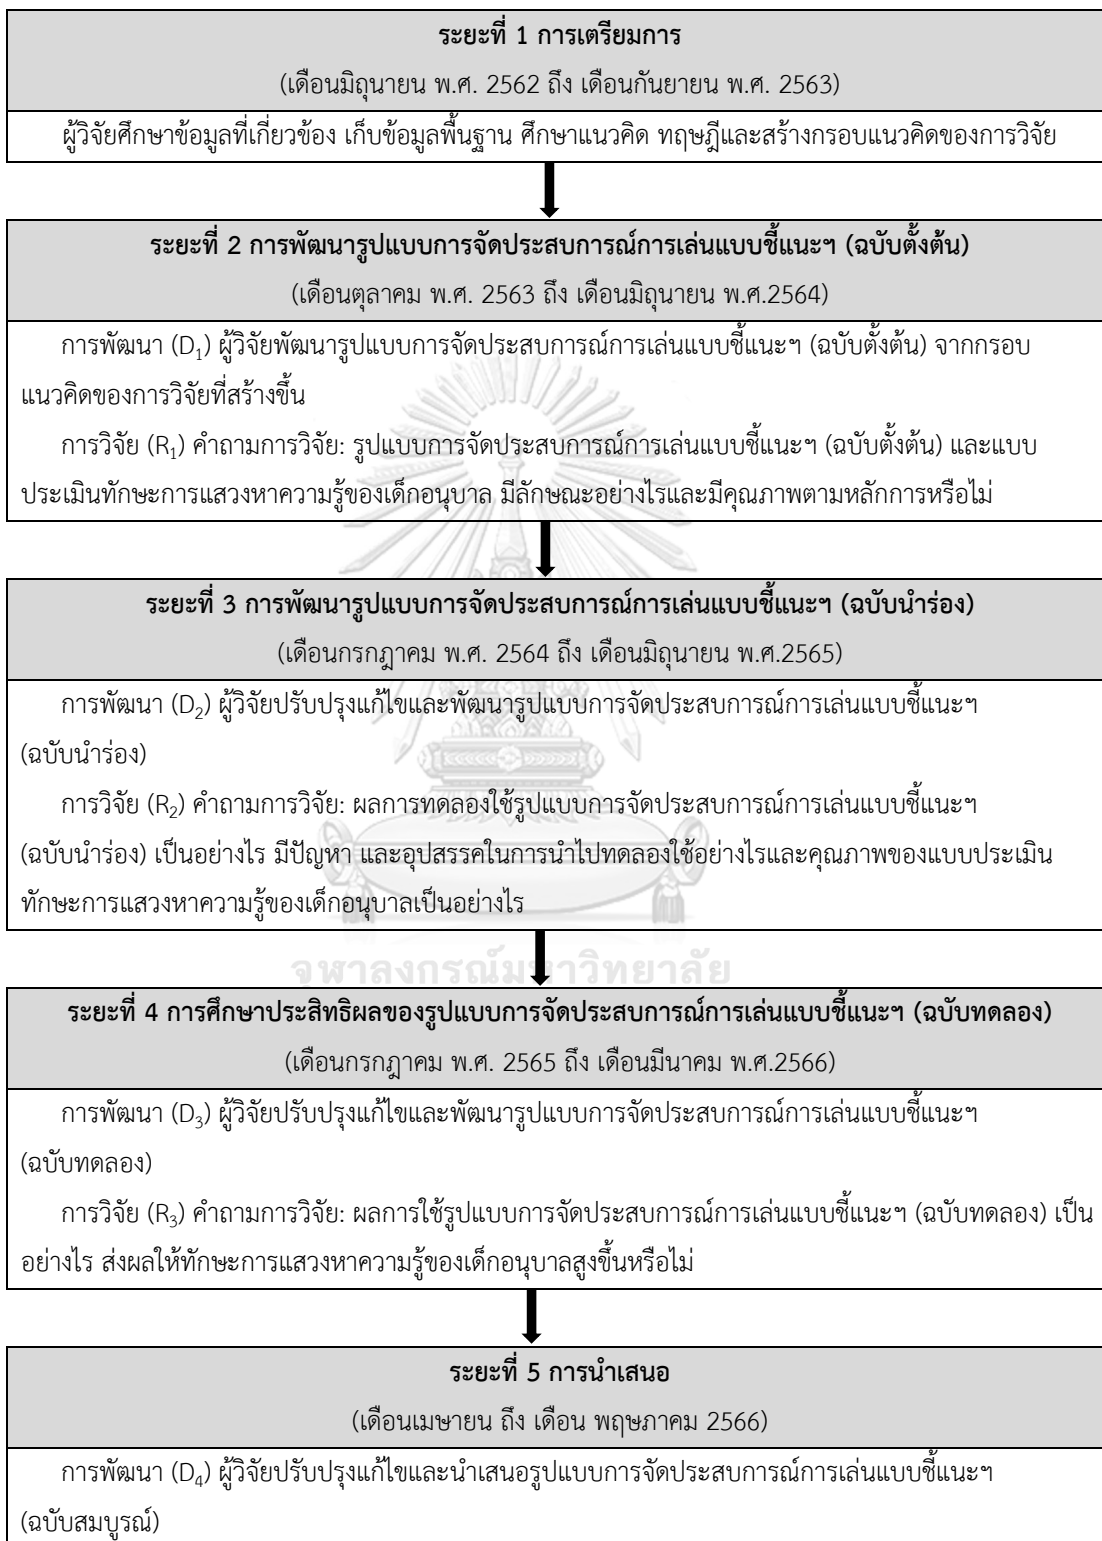 ระยะที่ 1 การเตรียมการ
(เดือนมิถุนายน พ.ศ. 2562 ถึง เดือนกันยายน พ.ศ. 2563)
ผู้วิจัยศึกษาข้อมูลที่เกี่ยวข้อง เก็บข้อมูลพื้นฐาน ศึกษาแนวคิด ทฤษฎีและสร้างกรอบแนวคิดของการวิจัย
ระยะที่ 2 การพัฒนารูปแบบการจัดประสบการณ์การเล่นแบบชี้แนะฯ (ฉบับตั้งต้น)
(เดือนตุลาคม พ.ศ. 2563 ถึง เดือนมิถุนายน พ.ศ.2564)
การพัฒนา (D₁) ผู้วิจัยพัฒนารูปแบบการจัดประสบการณ์การเล่นแบบชี้แนะฯ (ฉบับตั้งต้น) จากกรอบ
แนวคิดของการวิจัยที่สร้างขึ้น
การวิจัย (R₁) คำถามการวิจัย: รูปแบบการจัดประสบการณ์การเล่นแบบชี้แนะฯ (ฉบับตั้งต้น) และแบบ
ประเมินทักษะการแสวงหาความรู้ของเด็กอนุบาล มีลักษณะอย่างไรและมีคุณภาพตามหลักการหรือไม่
ระยะที่ 3 การพัฒนารูปแบบการจัดประสบการณ์การเล่นแบบชี้แนะฯ (ฉบับนำร่อง)
(เดือนกรกฎาคม พ.ศ. 2564 ถึง เดือนมิถุนายน พ.ศ.2565)
การพัฒนา (D₂) ผู้วิจัยปรับปรุงแก้ไขและพัฒนารูปแบบการจัดประสบการณ์การเล่นแบบชี้แนะฯ
(ฉบับนำร่อง)
การวิจัย (R₂) คำถามการวิจัย: ผลการทดลองใช้รูปแบบการจัดประสบการณ์การเล่นแบบชี้แนะฯ
(ฉบับนำร่อง) เป็นอย่างไร มีปัญหา และอุปสรรคในการนำไปทดลองใช้อย่างไรและคุณภาพของแบบประเมิน
ทักษะการแสวงหาความรู้ของเด็กอนุบาลเป็นอย่างไร
จุฬาลงกรณ์มหาวิทยาลัย
ระยะที่ 4 การศึกษาประสิทธิผลของรูปแบบการจัดประสบการณ์การเล่นแบบชี้แนะฯ (ฉบับทดลอง)
(เดือนกรกฎาคม พ.ศ. 2565 ถึง เดือนมีนาคม พ.ศ.2566)
การพัฒนา (D₃) ผู้วิจัยปรับปรุงแก้ไขและพัฒนารูปแบบการจัดประสบการณ์การเล่นแบบชี้แนะฯ
(ฉบับทดลอง)
การวิจัย (R₃) คำถามการวิจัย: ผลการใช้รูปแบบการจัดประสบการณ์การเล่นแบบชี้แนะฯ (ฉบับทดลอง) เป็น
อย่างไร ส่งผลให้ทักษะการแสวงหาความรู้ของเด็กอนุบาลสูงขึ้นหรือไม่
ระยะที่ 5 การนำเสนอ
(เดือนเมษายน ถึง เดือน พฤษภาคม 2566)
การพัฒนา (D₄) ผู้วิจัยปรับปรุงแก้ไขและนำเสนอรูปแบบการจัดประสบการณ์การเล่นแบบชี้แนะฯ
(ฉบับสมบูรณ์)